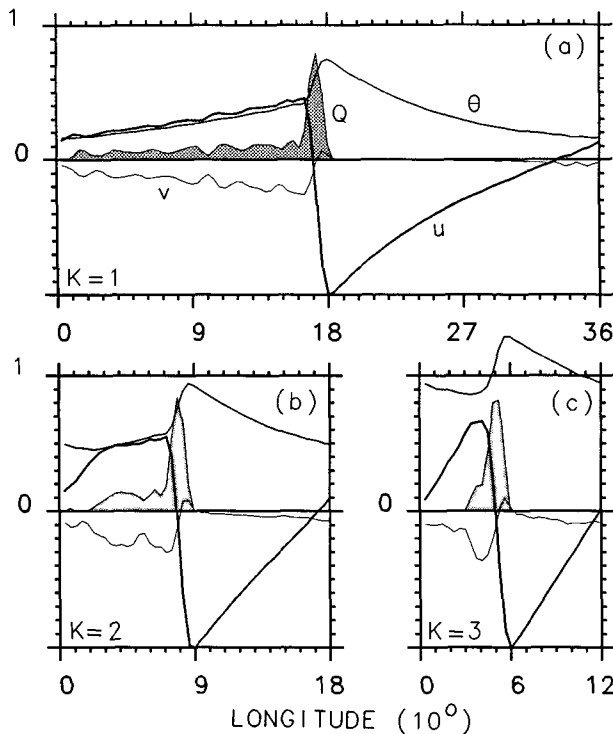 1
(a)
Q
θ
0
v
u
K=1
0 9 18 27 36
1
(b)
(c)
0
0
K=2
K=3
0 9 18
0 6 12
LONGITUDE (10°)